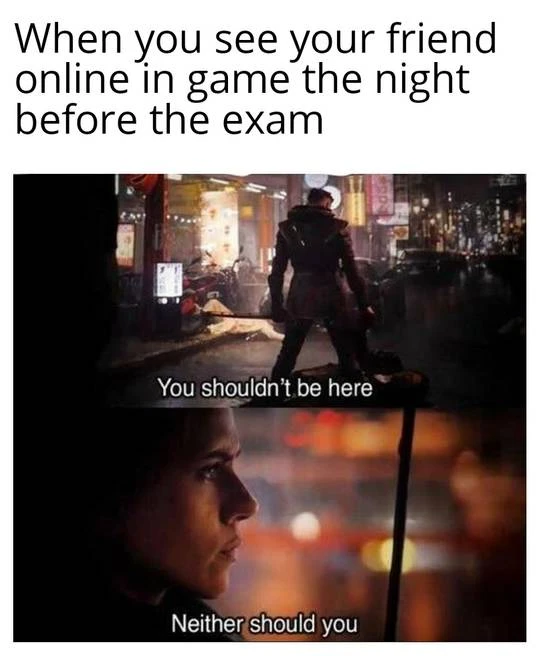 When you see your friend
online in game the night
before the exam
You shouldn't be here
Neither should you